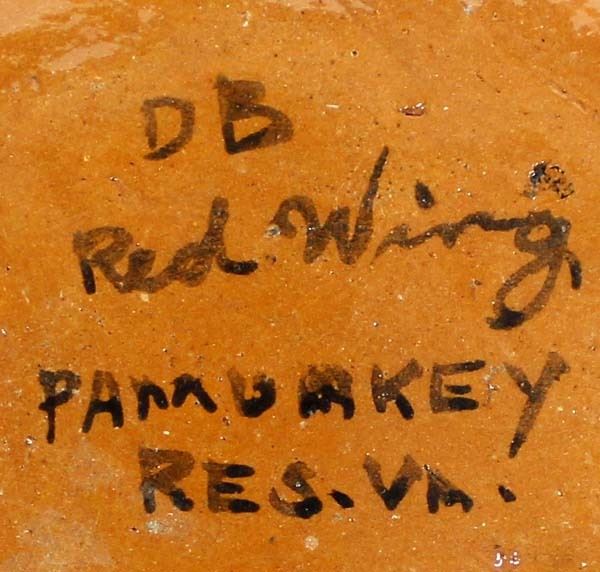 DB
Red Wing
PAMUNKEY
RES. VA.